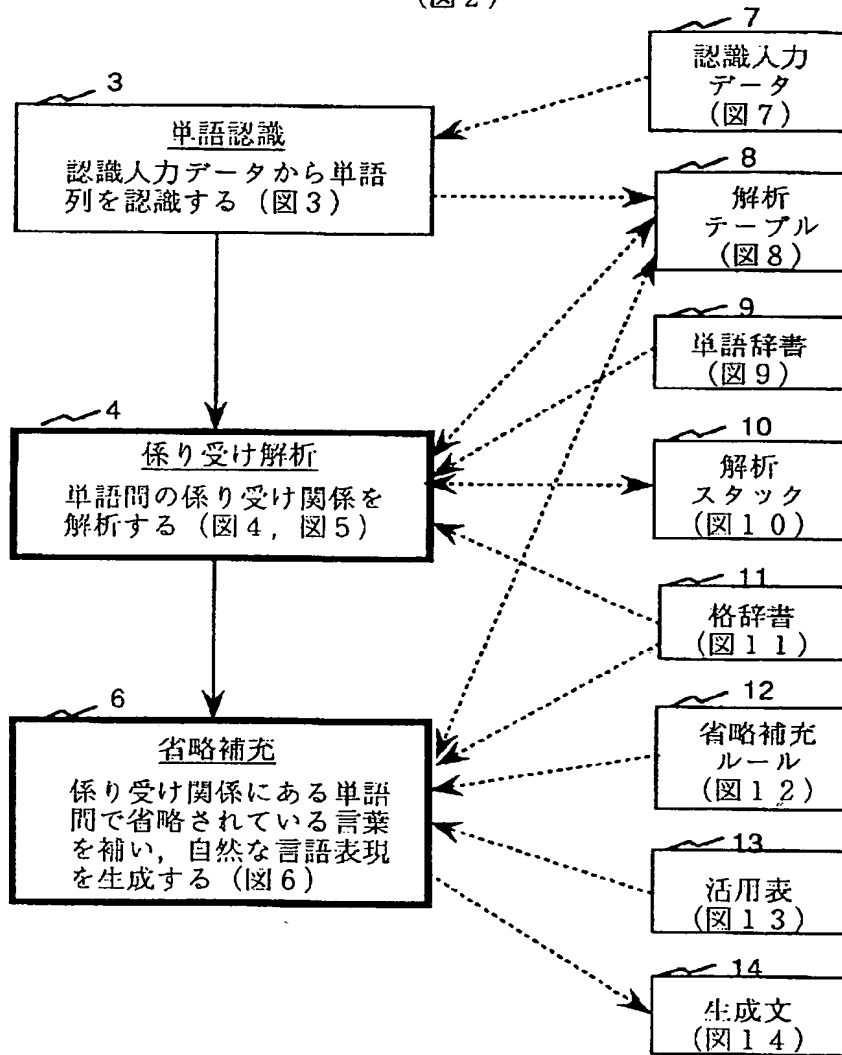 (図2)
3
単語認識
認識入力データから単語
列を認識する(図3)
4
係り受け解析
単語間の係り受け関係を
解析する(図4,図5)
6
省略補充
係り受け関係にある単語
間で省略されている言葉
を補い,自然な言語表現
を生成する(図6)
7
認識入力
データ
(図7)
8
解析
テーブル
(図8)
9
単語辞書
(図9)
10
解析
スタック
(図10)
11
格辞書
(図11)
12
省略補充
ルール
(図12)
13
活用表
(図13)
14
生成文
(図14)